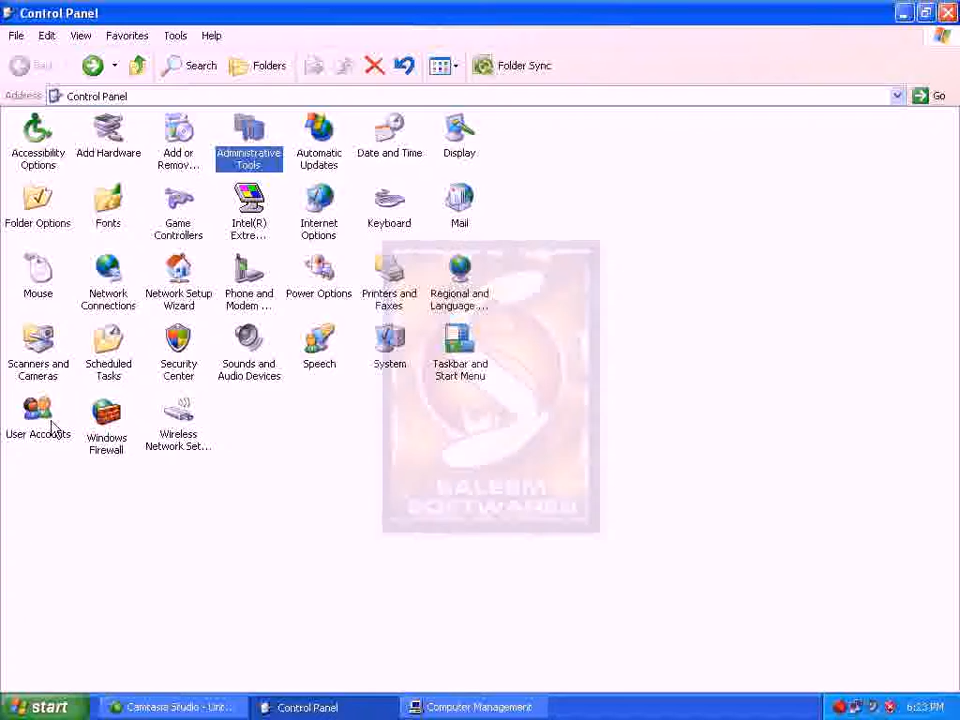 Control Panel
File Edit View Favorites Tools Help
Back Search Folders Folder Sync
Address Control Panel Go
Accessibility Options
Add Hardware
Add or Remov...
Administrative Tools
Automatic Updates
Date and Time
Display
Folder Options
Fonts
Game Controllers
Intel(R) Extre...
Internet Options
Keyboard
Mail
Mouse
Network Connections
Network Setup Wizard
Phone and Modem ...
Power Options
Printers and Faxes
Regional and Language ...
Scanners and Cameras
Scheduled Tasks
Security Center
Sounds and Audio Devices
Speech
System
Taskbar and Start Menu
User Accounts
Windows Firewall
Wireless Network Set...
SALEEM
SOFTWARES
start Camtasia Studio - Unt... Control Panel Computer Management 6:23 PM